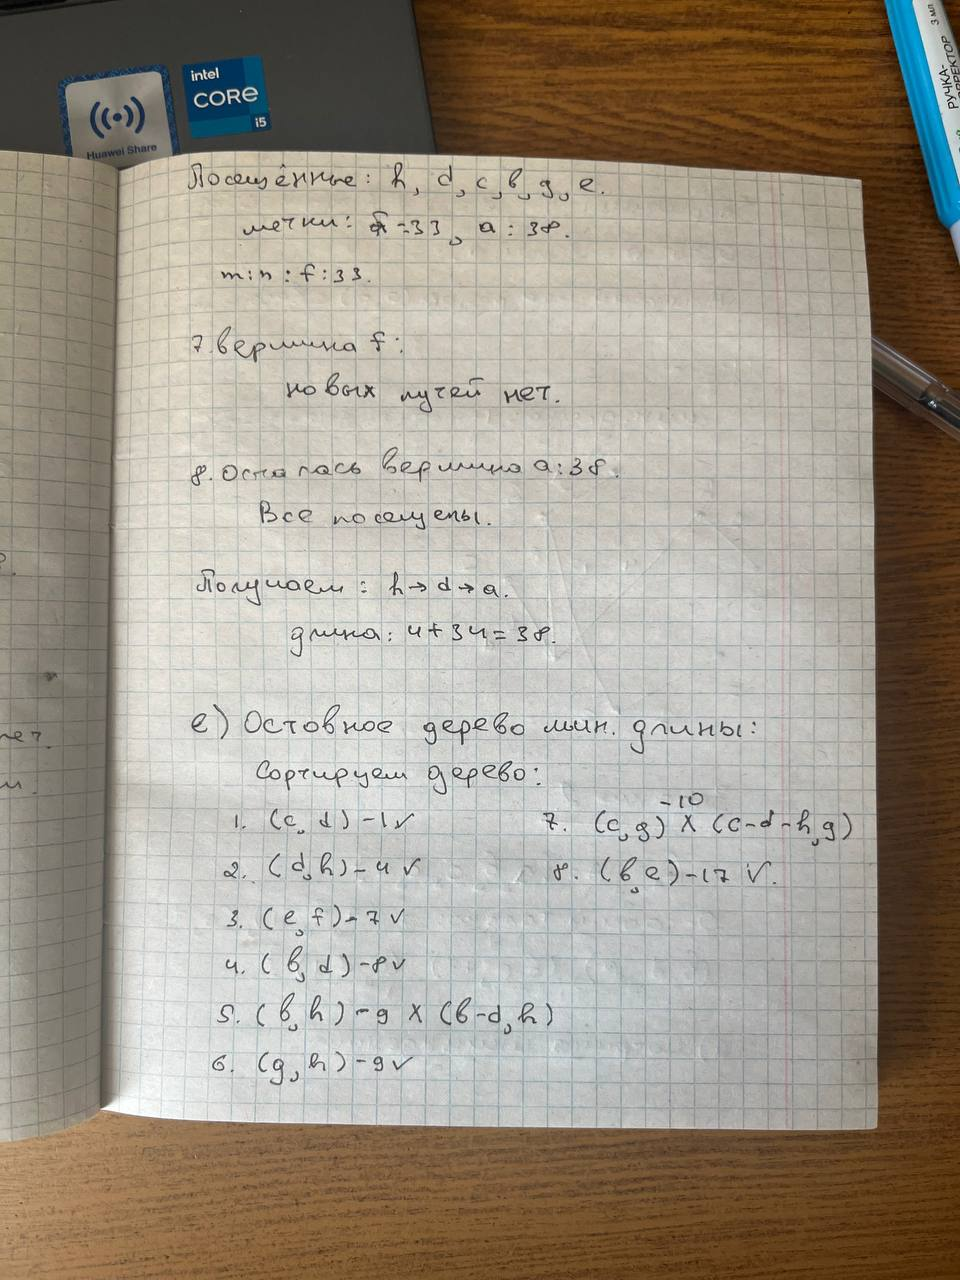 intel
CORE
i5
Huawei Share
3 мл
РУЧКА-
КОРРЕКТОР
Посещённые: h, d, c, b, g, e.
метки: f=33, a: 38.
min: f:33.
7. вершина f:
новых путей нет.
8. Осталась вершина a:38.
Все посещены.
Получаем: h→d→a.
длина: 4+34=38.
е) Остовное дерево мин. длины:
Сортируем дерево:
1. (c, d) -1 ✓
2. (d,h) - 4 ✓
3. (e,f) - 7 ✓
4. (b,d) -8 ✓
5. (b,h) -9 X (b-d,h)
6. (g,h) -9 ✓
7. (c,g) -10 X (c-d-h,g)
8. (b,e) -17 ✓.